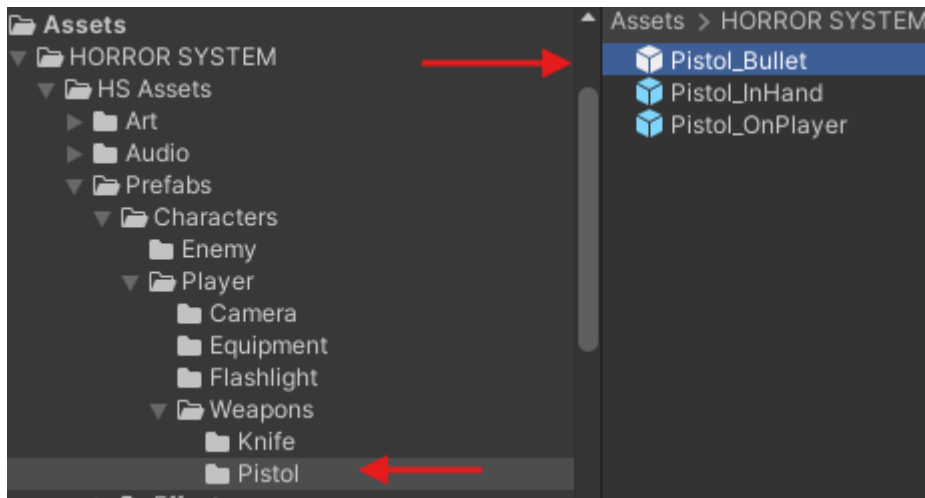 Assets
HORROR SYSTEM
HS Assets
Art
Audio
Prefabs
Characters
Enemy
Player
Camera
Equipment
Flashlight
Weapons
Knife
Pistol
Assets > HORROR SYSTEM
Pistol_Bullet
Pistol_InHand
Pistol_OnPlayer